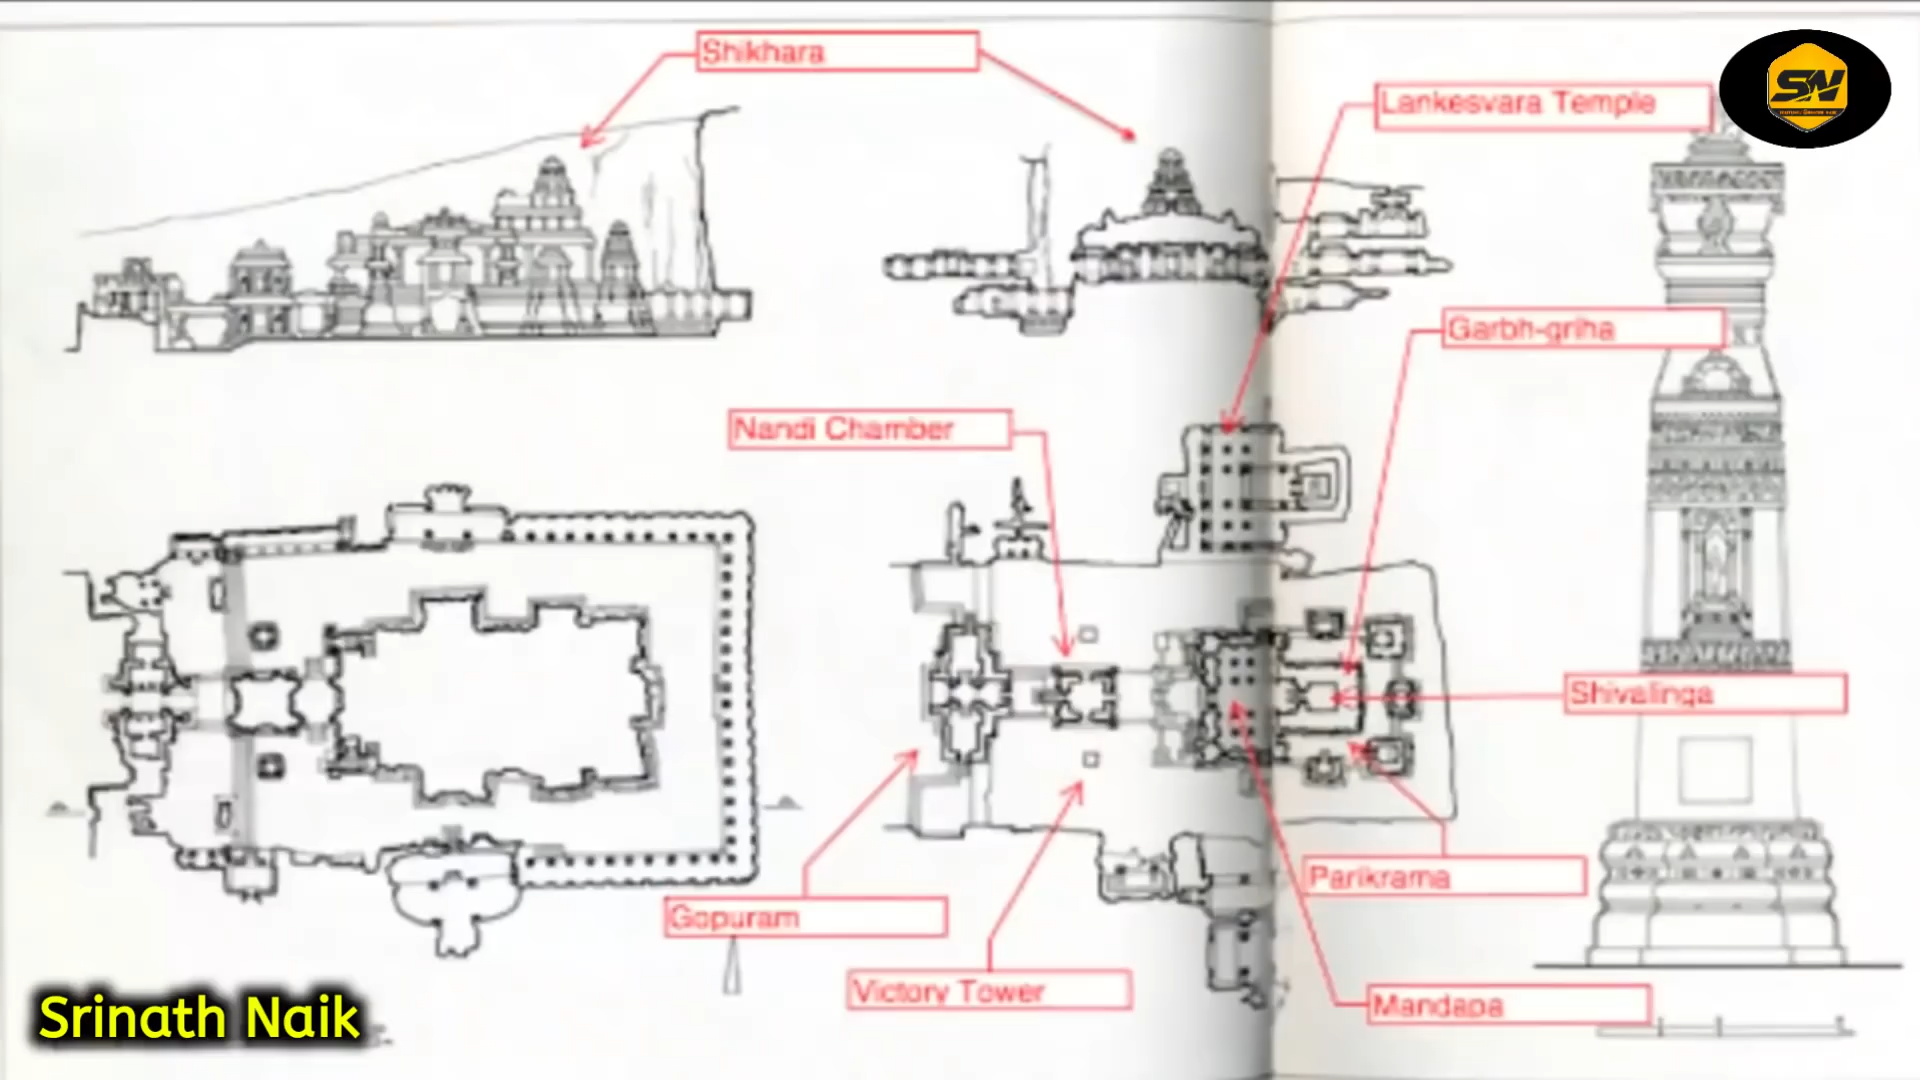 Shikhara
Lankesvara Temple
SN
Garbh-griha
Nandi Chamber
Shivalinga
Parikrama
Gopuram
Victory Tower
Mandapa
Srinath Naik